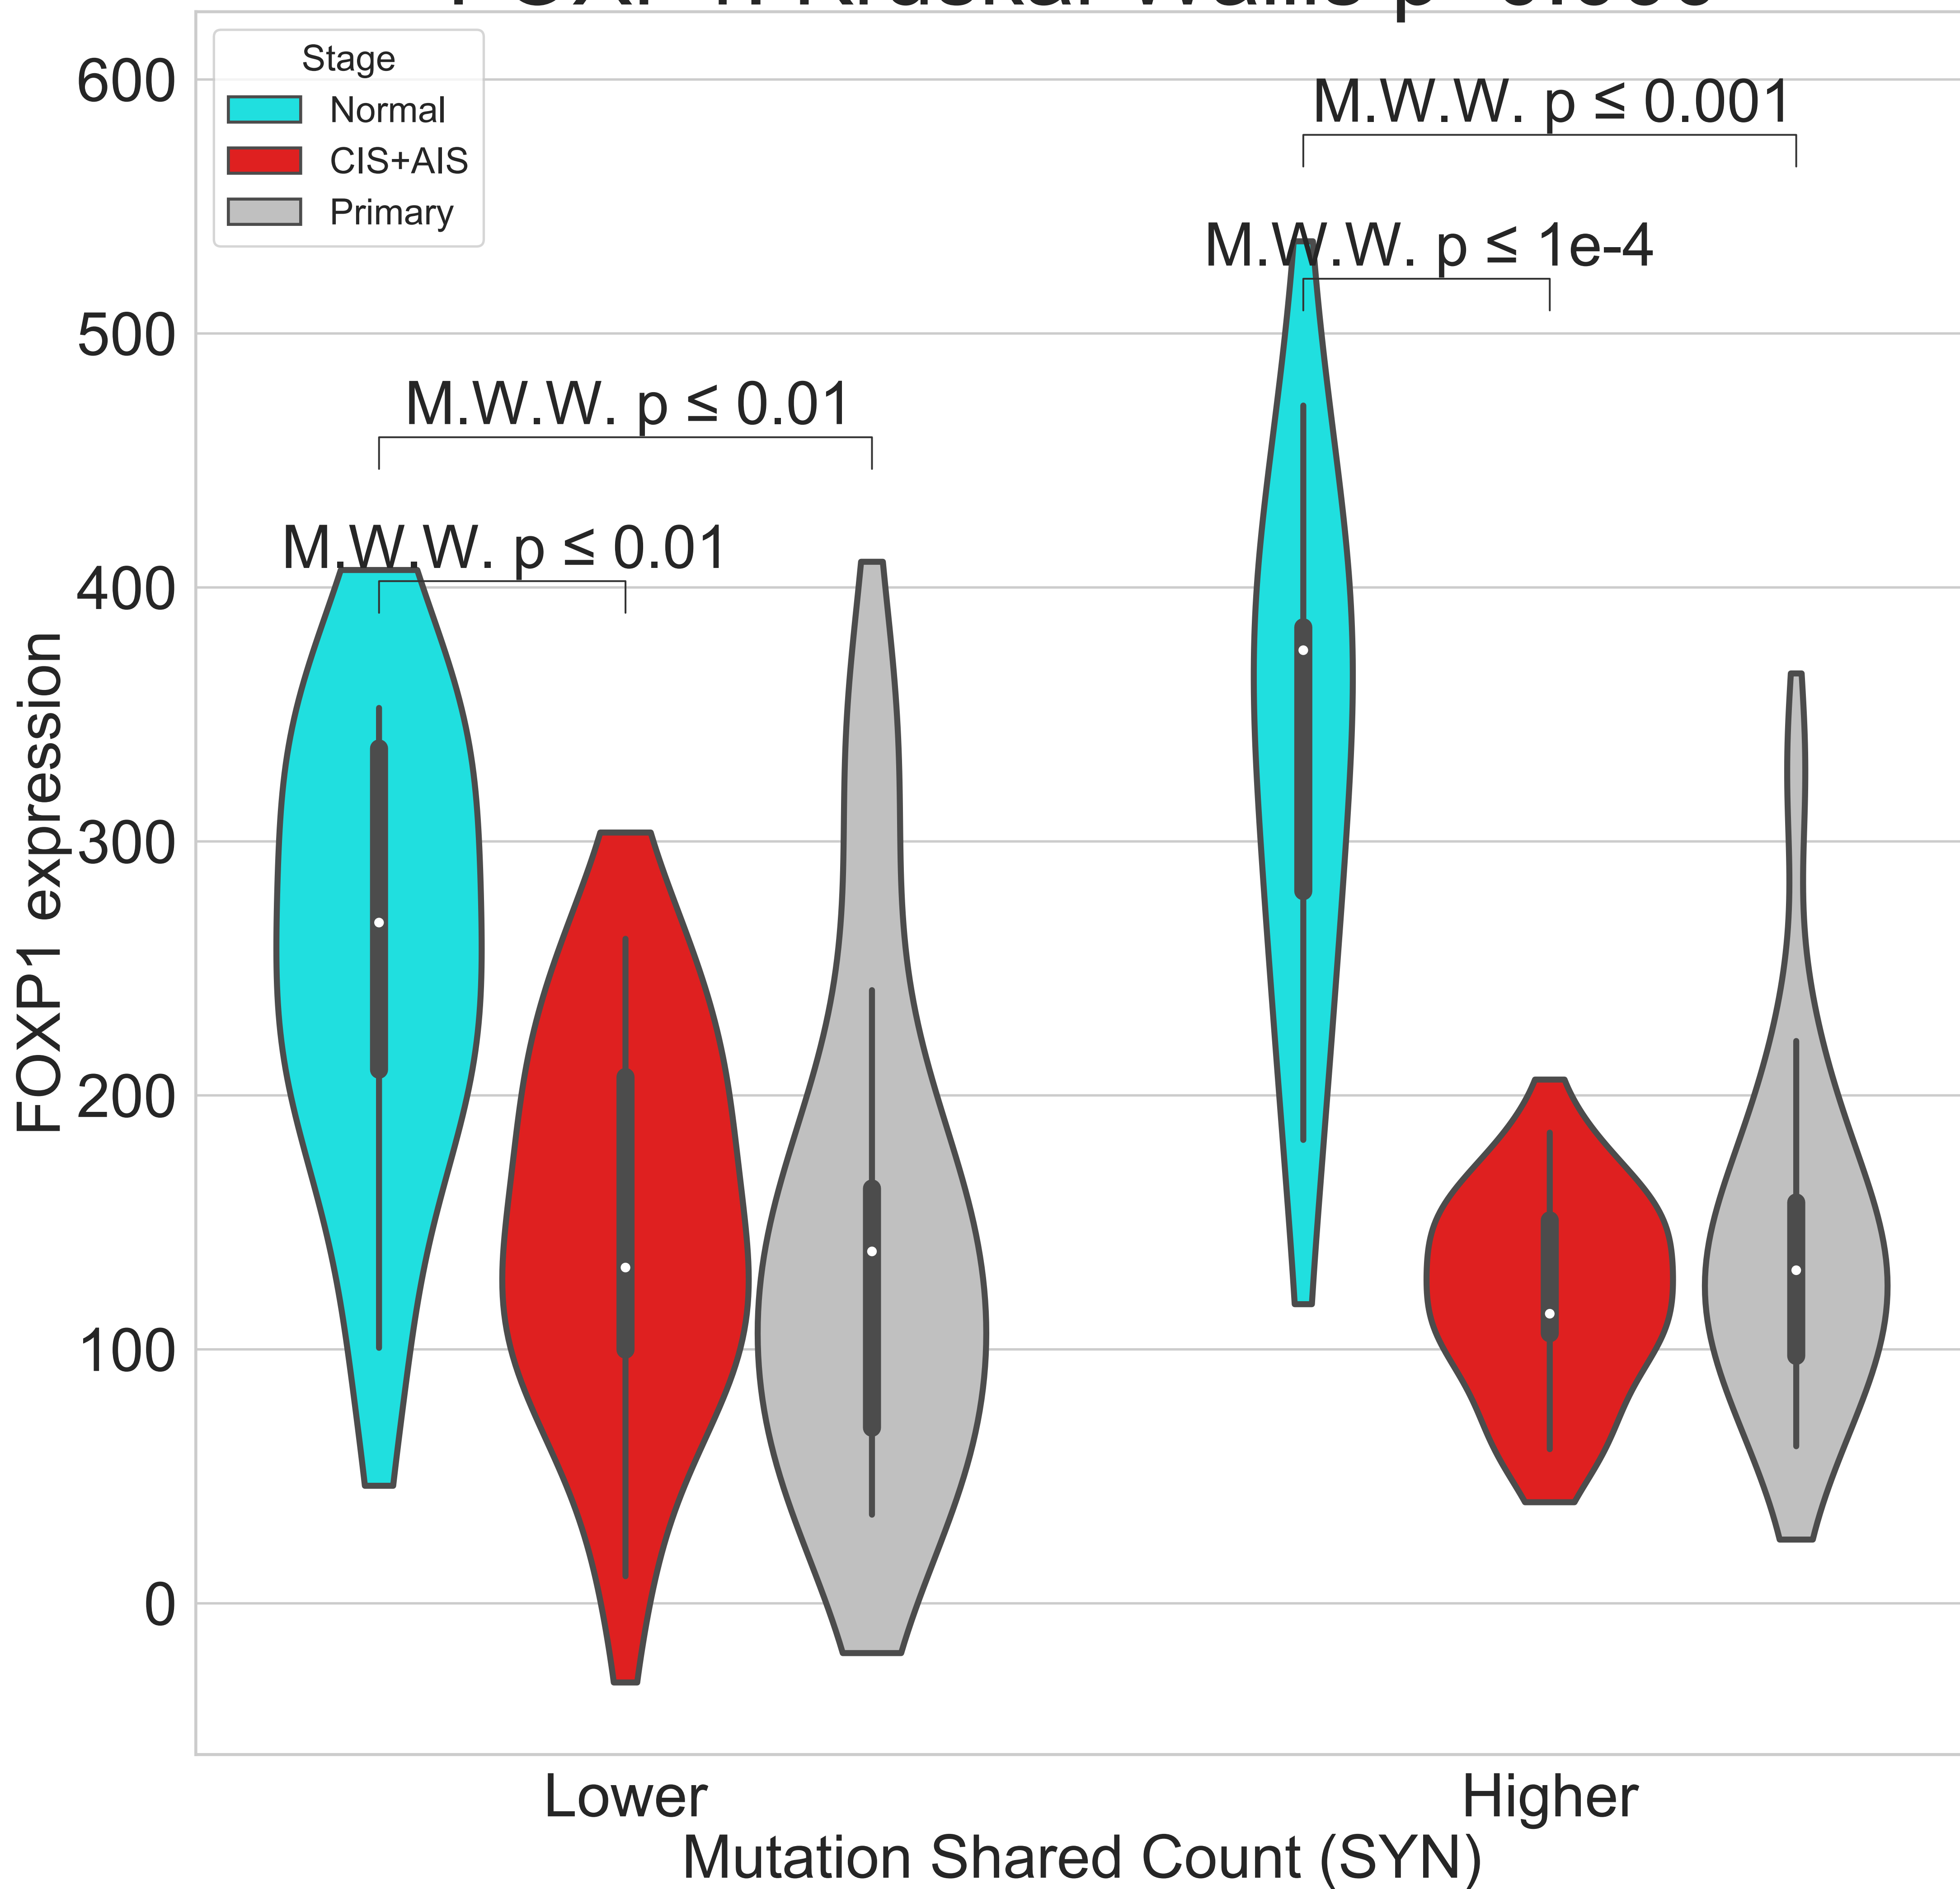 Stage
Normal
CIS+AIS
Primary
M.W.W. p ≤ 0.001
M.W.W. p ≤ 1e-4
M.W.W. p ≤ 0.01
M.W.W. p ≤ 0.01
600
500
400
300
200
100
0
FOXP1 expression
Lower
Higher
Mutation Shared Count (SYN)